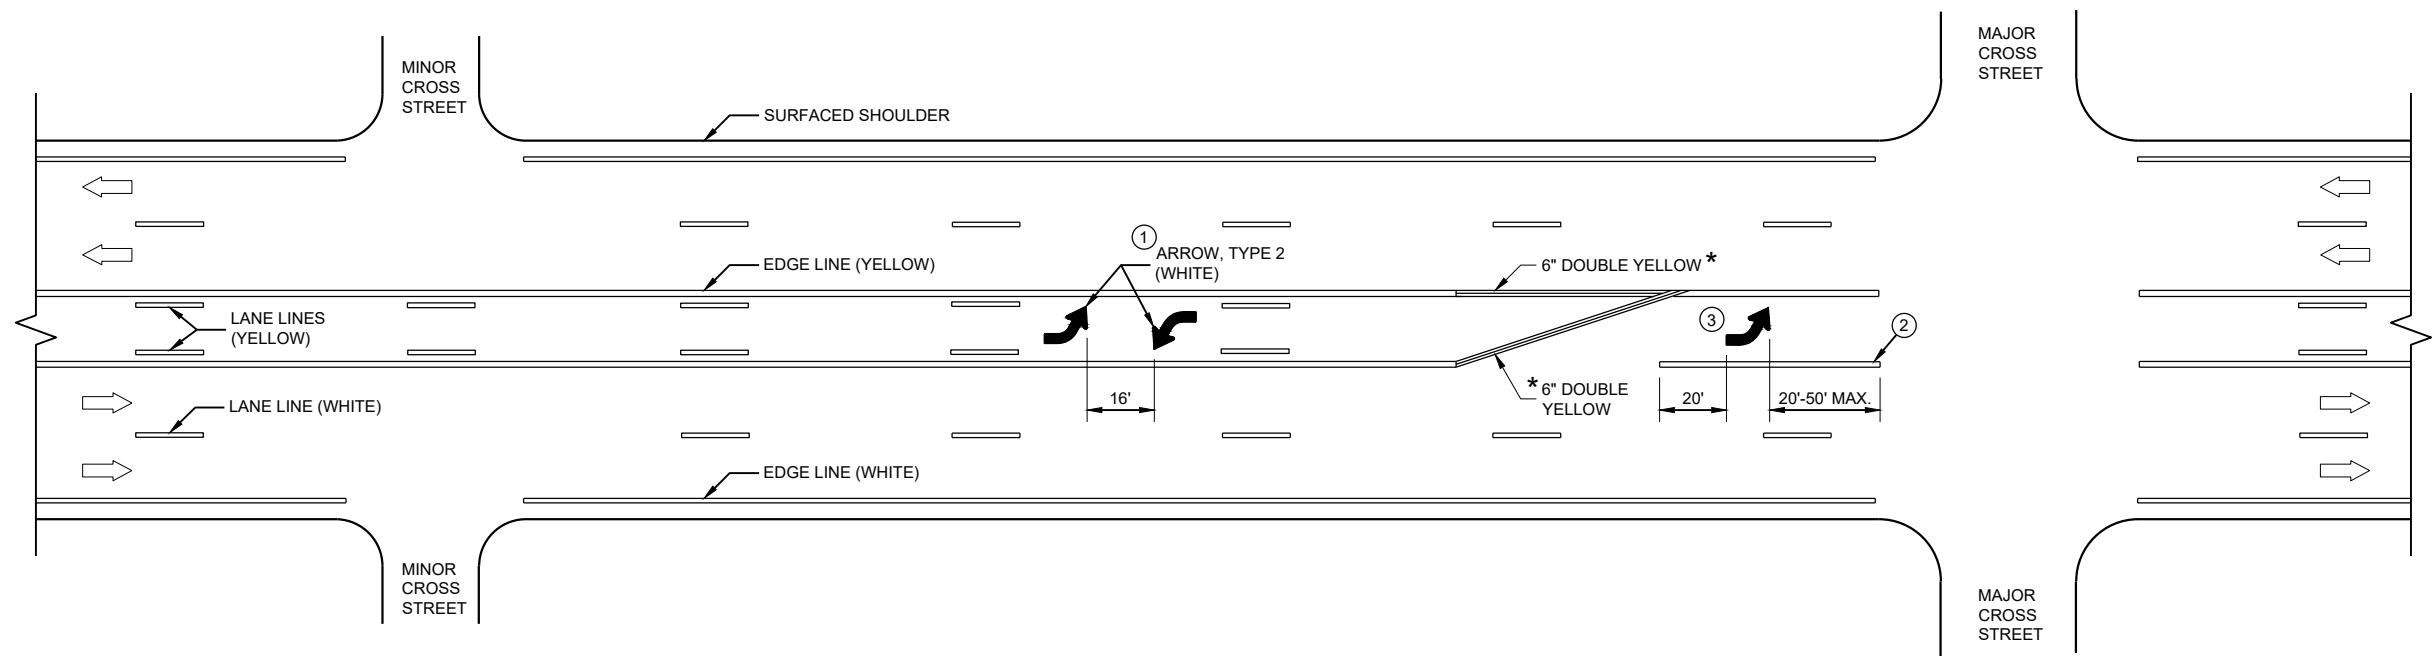 MINOR
CROSS
STREET
MAJOR
CROSS
STREET
SURFACED SHOULDER
1
ARROW, TYPE 2
(WHITE)
EDGE LINE (YELLOW)
6" DOUBLE YELLOW *
LANE LINES
(YELLOW)
3
2
* 6" DOUBLE
YELLOW
16'
20'
20'-50' MAX.
LANE LINE (WHITE)
EDGE LINE (WHITE)
MINOR
CROSS
STREET
MAJOR
CROSS
STREET